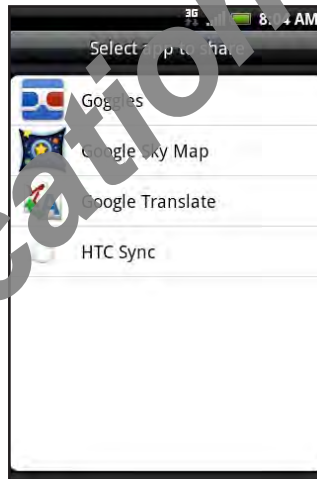 3G 8:04 AM
Select app to share
Goggles
Google Sky Map
Google Translate
HTC Sync